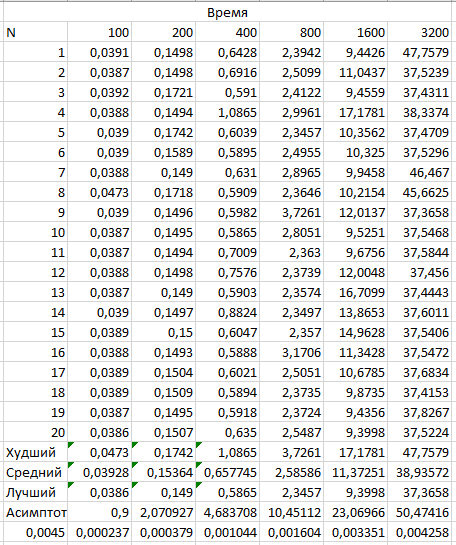 Время
N 100 200 400 800 1600 3200
1 0,0391 0,1498 0,6428 2,3942 9,4426 47,7579
2 0,0387 0,1498 0,6916 2,5099 11,0437 37,5239
3 0,0392 0,1721 0,591 2,4122 9,4559 37,4311
4 0,0388 0,1494 1,0865 2,9961 17,1781 38,3374
5 0,039 0,1742 0,6039 2,3457 10,3562 37,4709
6 0,039 0,1589 0,5895 2,4955 10,325 37,5296
7 0,0388 0,149 0,631 2,8965 9,9458 46,467
8 0,0473 0,1718 0,5909 2,3646 10,2154 45,6625
9 0,039 0,1496 0,5982 3,7261 12,0137 37,3658
10 0,0387 0,1495 0,5865 2,8051 9,5251 37,5468
11 0,0387 0,1494 0,7009 2,363 9,6756 37,5844
12 0,0388 0,1498 0,7576 2,3739 12,0048 37,456
13 0,0387 0,149 0,5903 2,3574 16,7099 37,4443
14 0,039 0,1497 0,8824 2,3497 13,8653 37,6011
15 0,0389 0,15 0,6047 2,357 14,9628 37,5406
16 0,0388 0,1493 0,5888 3,1706 11,3428 37,5472
17 0,0389 0,1504 0,6021 2,5051 10,6785 37,6834
18 0,0389 0,1509 0,5894 2,3735 9,8735 37,4153
19 0,0387 0,1495 0,5918 2,3724 9,4356 37,8267
20 0,0386 0,1507 0,635 2,5487 9,3998 37,5224
Худший 0,0473 0,1742 1,0865 3,7261 17,1781 47,7579
Средний 0,03928 0,15364 0,657745 2,58586 11,37251 38,93572
Лучший 0,0386 0,149 0,5865 2,3457 9,3998 37,3658
Асимптот 0,9 2,070927 4,683708 10,45112 23,06966 50,47416
0,0045 0,000237 0,000379 0,001044 0,001604 0,003351 0,004258